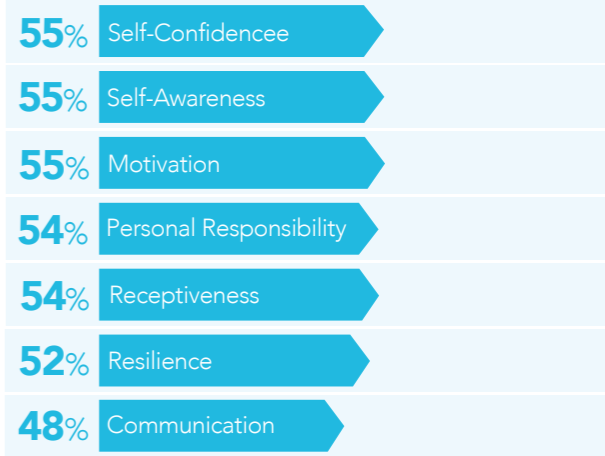 55% Self-Confidencee
55% Self-Awareness
55% Motivation
54% Personal Responsibility
54% Receptiveness
52% Resilience
48% Communication